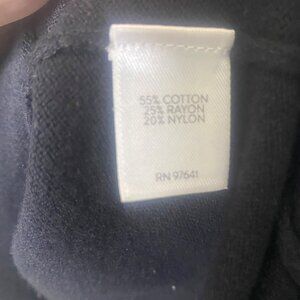 55% COTTON
25% RAYON
20% NYLON
RN 97641